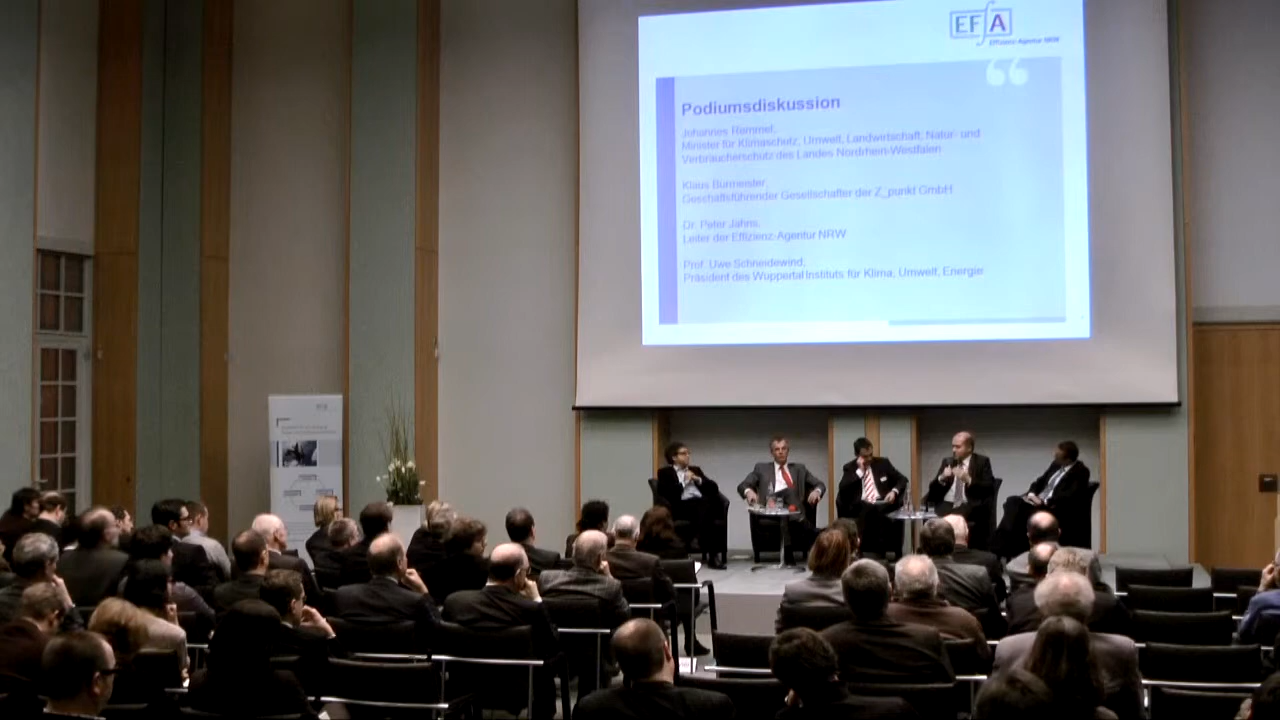 EFA
Effizienz-Agentur NRW
Podiumsdiskussion
Johannes Remmel,
Minister für Klimaschutz, Umwelt, Landwirtschaft, Natur- und
Verbraucherschutz des Landes Nordrhein-Westfalen
Klaus Burmeister,
Geschäftsführender Gesellschafter der Z_punkt GmbH
Dr. Peter Jahns,
Leiter der Effizienz-Agentur NRW
Prof. Uwe Schneidewind,
Präsident des Wuppertal Instituts für Klima, Umwelt, Energie